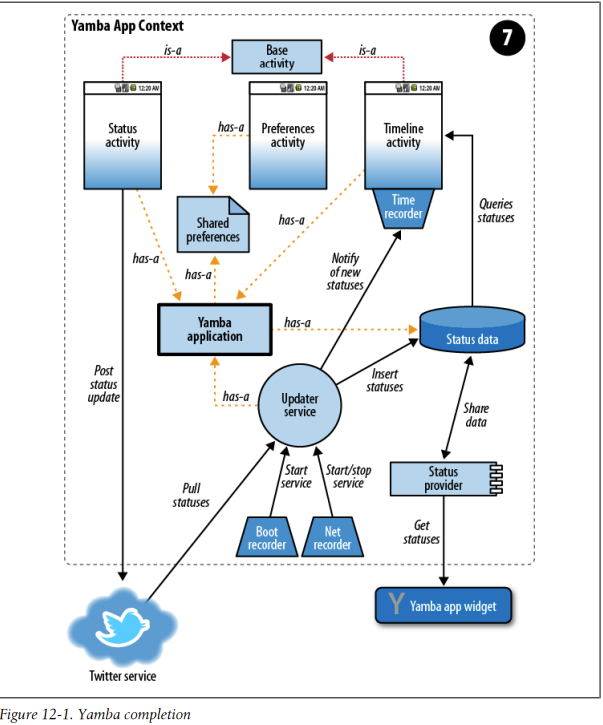 Yamba App Context
7
is-a
Base
activity
is-a
12:20 AM
12:20 AM
12:20 AM
Status
activity
has-a
Preferences
activity
Timeline
activity
Time
recorder
Queries
statuses
Shared
preferences
has-a
has-a
has-a
Notify
of new
statuses
Yamba
application
has-a
Status data
Post
status
update
has-a
Updater
service
Insert
statuses
Share
data
Pull
statuses
Start
service
Start/stop
service
Status
provider
Boot
recorder
Net
recorder
Get
statuses
Y Yamba app widget
Twitter service
Figure 12-1. Yamba completion